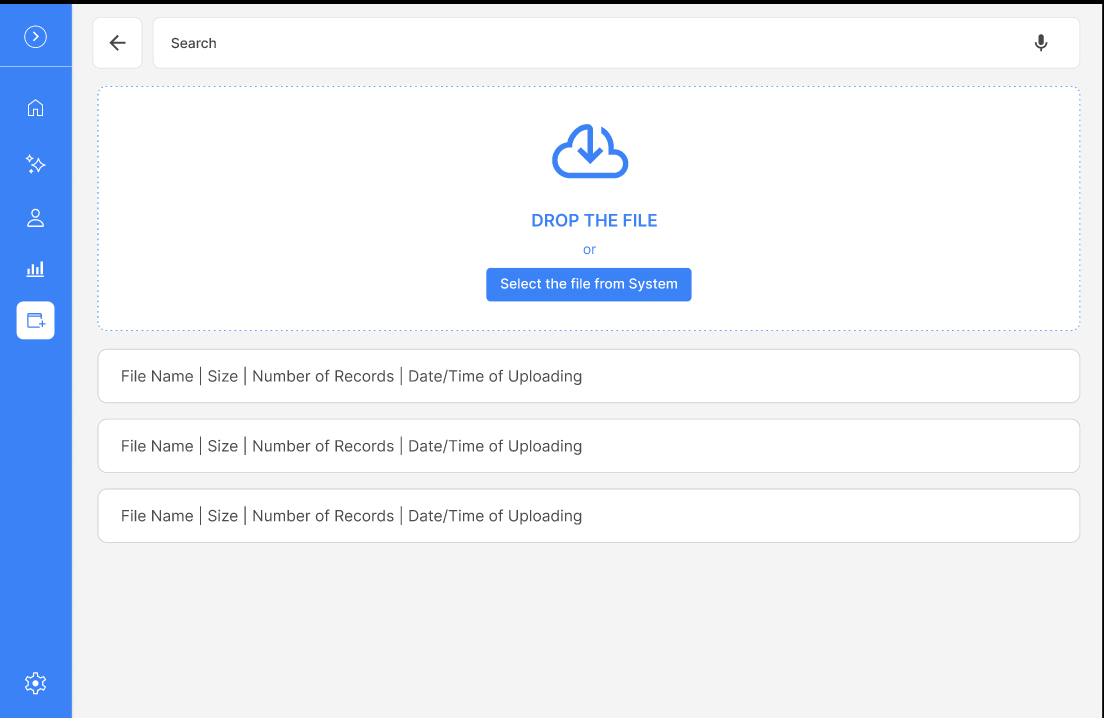 Search
DROP THE FILE
or
Select the file from System
File Name | Size | Number of Records | Date/Time of Uploading
File Name | Size | Number of Records | Date/Time of Uploading
File Name | Size | Number of Records | Date/Time of Uploading